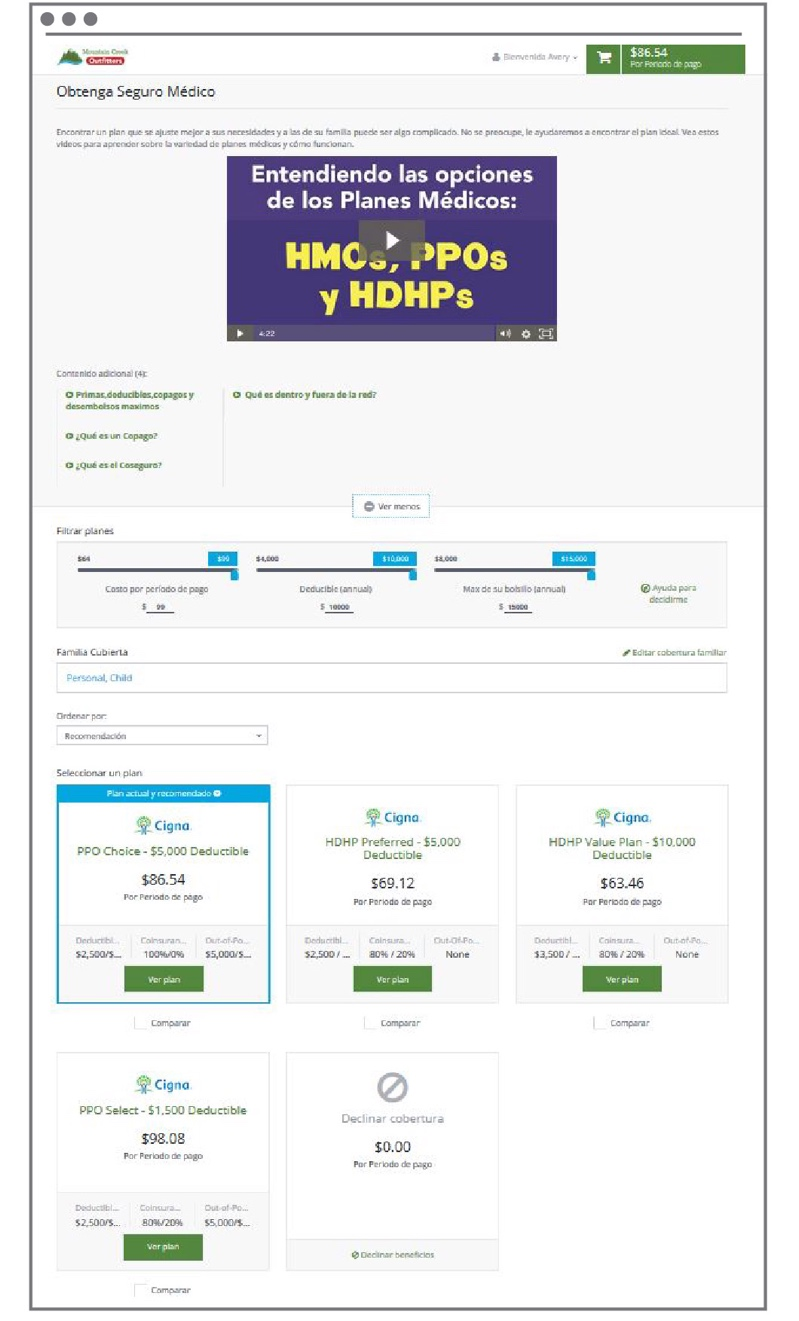 Mountain Creek
Outfitters
Bienvenida Avery
$86.54
Por Periodo de pago
Obtenga Seguro Médico
Encontrar un plan que se ajuste mejor a sus necesidades y a las de su familia puede ser algo complicado. No se preocupe, le ayudaremos a encontrar el plan ideal. Vea estos
videos para aprender sobre la variedad de planes médicos y cómo funcionan.
Entendiendo las opciones
de los Planes Médicos:
HMOs, PPOs
y HDHPs
4:22
Contenido adicional (4):
Primas,deducibles,copagos y
desembolsos maximos
Qué es dentro y fuera de la red?
¿Qué es un Copago?
¿Qué es el Coseguro?
Ver menos
Filtrar planes
$64 $99 $4,000 $10,000 $8,000 $15,000
Costo por período de pago Deducible (annual) Max de su bolsillo (annual)
$ 99 $ 10000 $ 15000
Ayuda para
decidirme
Familia Cubierta
Editar cobertura familiar
Personal, Child
Ordenar por:
Recomendación
Seleccionar un plan
Plan actual y recomendado
Cigna.
PPO Choice - $5,000 Deductible
$86.54
Por Periodo de pago
Deductibl... Coinsuran... Out-of-Po...
$2,500/$... 100%/0% $5,000/$...
Ver plan
Comparar
Cigna.
HDHP Preferred - $5,000
Deductible
$69.12
Por Periodo de pago
Deductibl... Coinsura... Out-Of-Po...
$2,500 / ... 80% / 20% None
Ver plan
Comparar
Cigna.
HDHP Value Plan - $10,000
Deductible
$63.46
Por Periodo de pago
Deductibl... Coinsura... Out-of-Po...
$3,500 / ... 80% / 20% None
Ver plan
Comparar
Cigna.
PPO Select - $1,500 Deductible
$98.08
Por Periodo de pago
Deductibl... Coinsura... Out-of-Po...
$2,500/$... 80%/20% $5,000/$...
Ver plan
Comparar
Declinar cobertura
$0.00
Por Periodo de pago
Declinar beneficios